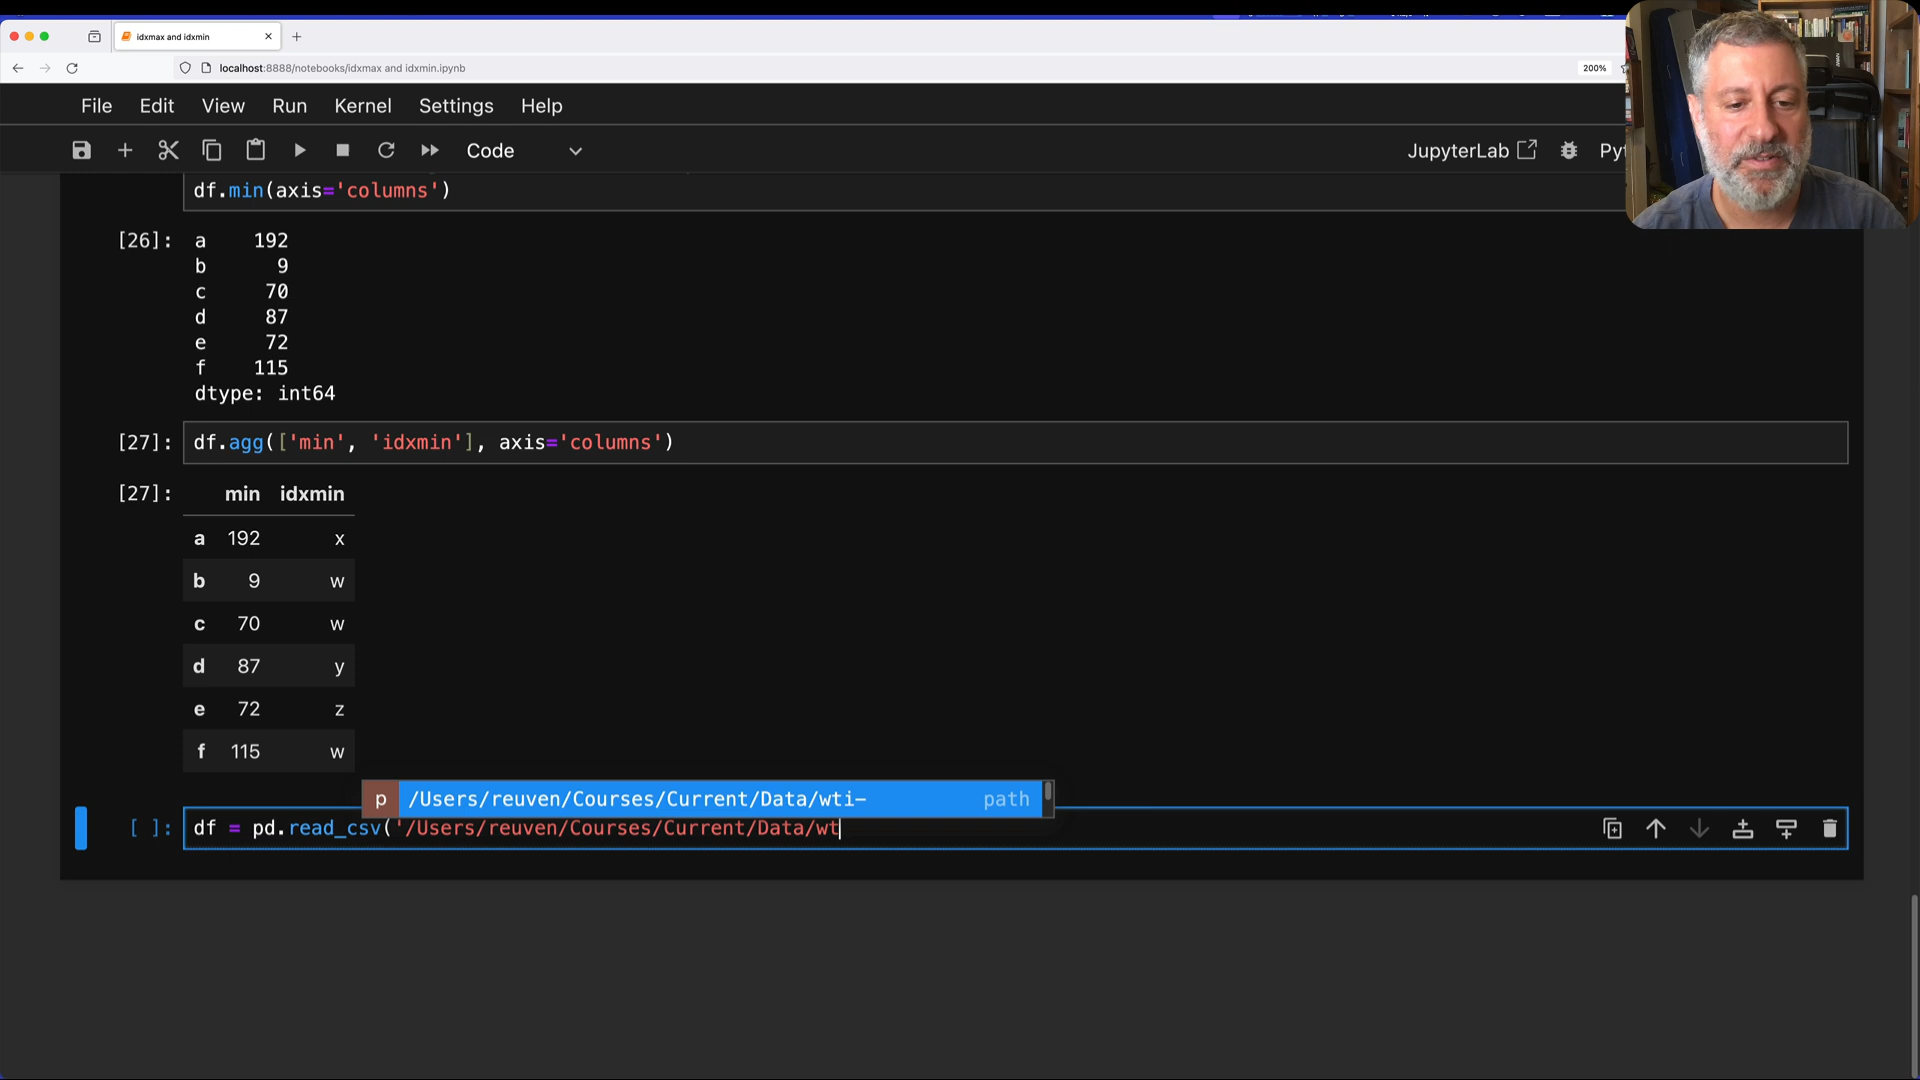 idxmax and idxmin
localhost:8888/notebooks/idxmax and idxmin.ipynb
200%
File Edit View Run Kernel Settings Help
Code
JupyterLab
Pyt
df.min(axis='columns')
[26]:
a 192
b 9
c 70
d 87
e 72
f 115
dtype: int64
[27]: df.agg(['min', 'idxmin'], axis='columns')
[27]:
min idxmin
a 192 x
b 9 w
c 70 w
d 87 y
e 72 z
f 115 w
p /Users/reuven/Courses/Current/Data/wti- path
[ ]: df = pd.read_csv('/Users/reuven/Courses/Current/Data/wt